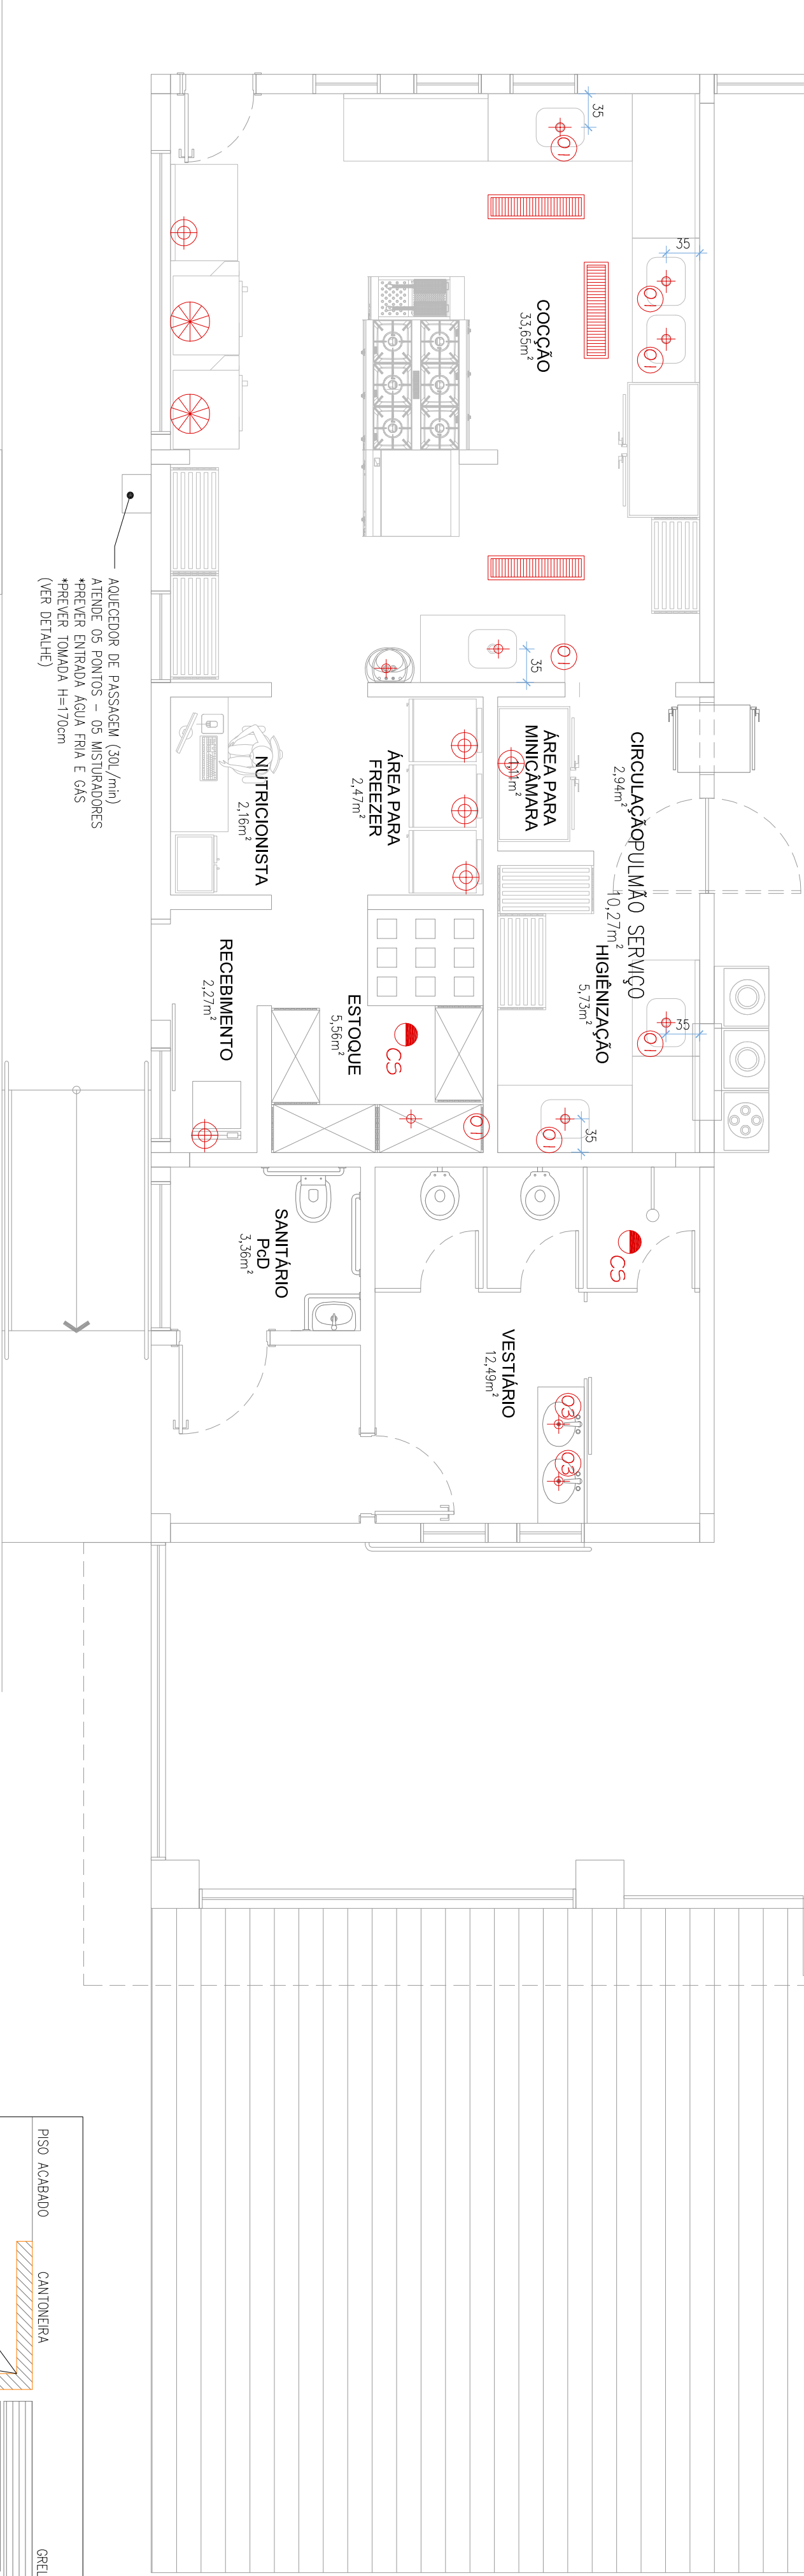 35
01
35
01
01
COCÇÃO
33,65m²
AQUECEDOR DE PASSAGEM (30L/min)
ATENDE 05 PONTOS - 05 MISTURADORES
*PREVER ENTRADA ÁGUA FRIA E GÁS
*PREVER TOMADA H=170cm
(VER DETALHE)
01
35
CIRCULAÇÃO
2,94m²
PULMÃO SERVIÇO
10,27m²
ÁREA PARA
MINICÂMARA
ÁREA PARA
FREEZER
2,47m²
NUTRICIONISTA
2,16m²
HIGIÊNIZAÇÃO
5,73m²
35
01
RECEBIMENTO
2,27m²
ESTOQUE
5,56m²
CS
01
35
01
SANITÁRIO
PcD
3,36m²
CS
VESTIÁRIO
12,49m²
03
03
PISO ACABADO
CANTONEIRA
GREL